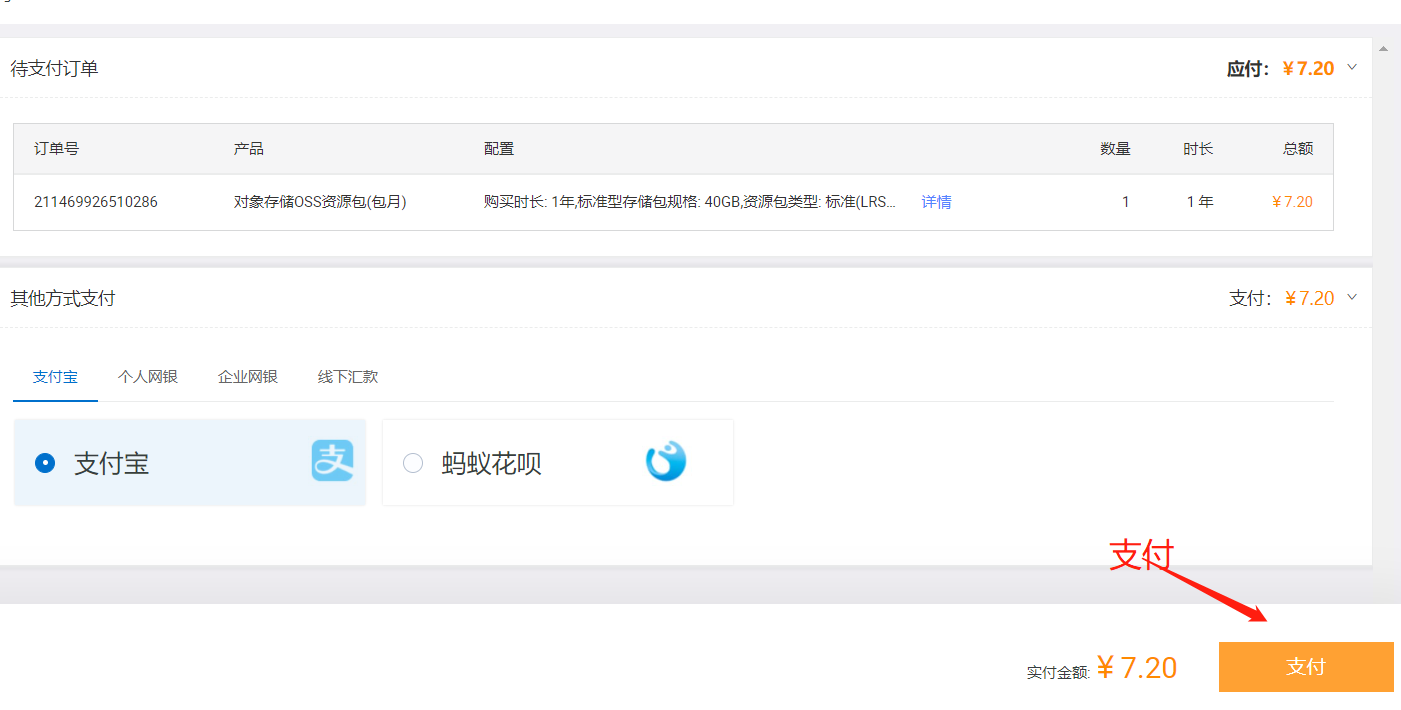 待支付订单 应付： ¥7.20
订单号 产品 配置 数量 时长 总额
211469926510286 对象存储OSS资源包(包月) 购买时长: 1年,标准型存储包规格: 40GB,资源包类型: 标准(LRS... 详情 1 1 年 ¥7.20
其他方式支付 支付： ¥7.20
支付宝 个人网银 企业网银 线下汇款
支付宝 支 蚂蚁花呗
支付
实付金额: ¥7.20 支付